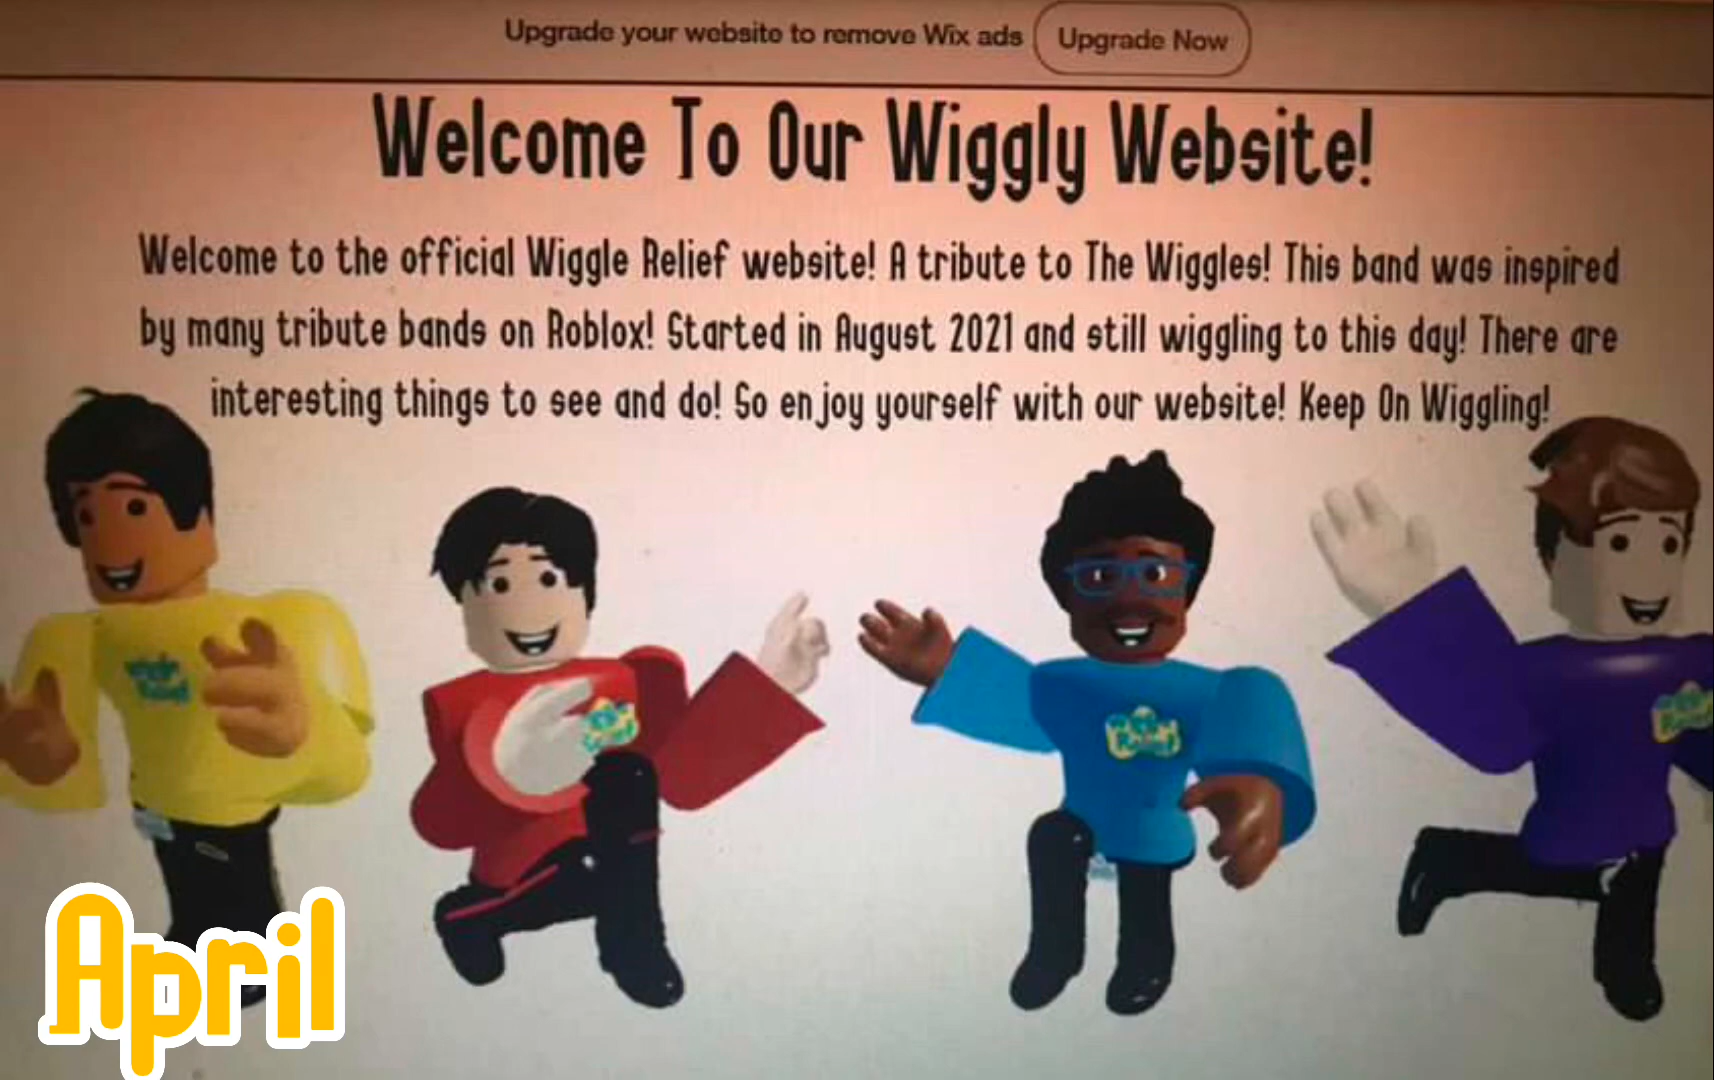 Upgrade your website to remove Wix ads Upgrade Now
Welcome To Our Wiggly Website!
Welcome to the official Wiggle Relief website! A tribute to The Wiggles! This band was inspired
by many tribute bands on Roblox! Started in August 2021 and still wiggling to this day! There are
interesting things to see and do! So enjoy yourself with our website! Keep On Wiggling!
April